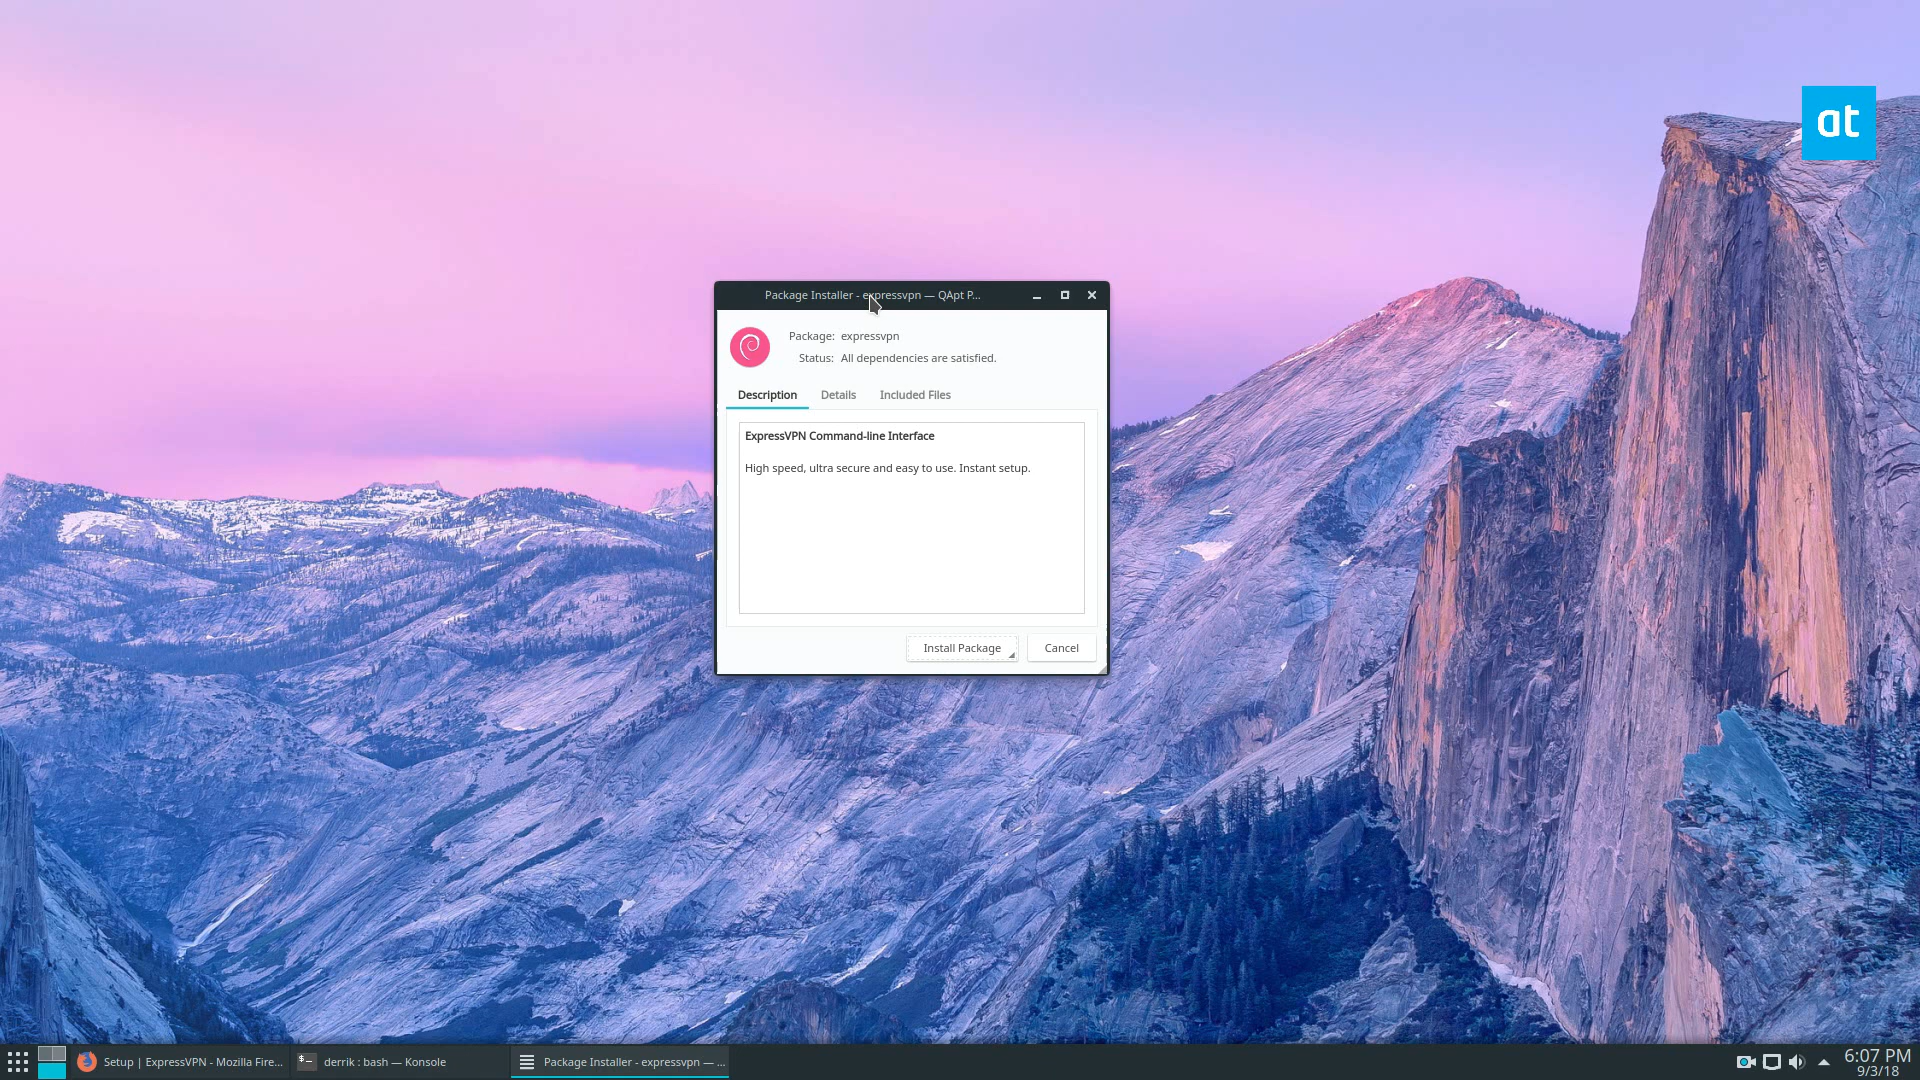 at
Package Installer - expressvpn — QApt P...
Package: expressvpn
Status: All dependencies are satisfied.
Description Details Included Files
ExpressVPN Command-line Interface
High speed, ultra secure and easy to use. Instant setup.
Install Package Cancel
Setup | ExpressVPN - Mozilla Fire... derrik : bash — Konsole Package Installer - expressvpn — ... 6:07 PM
9/3/18